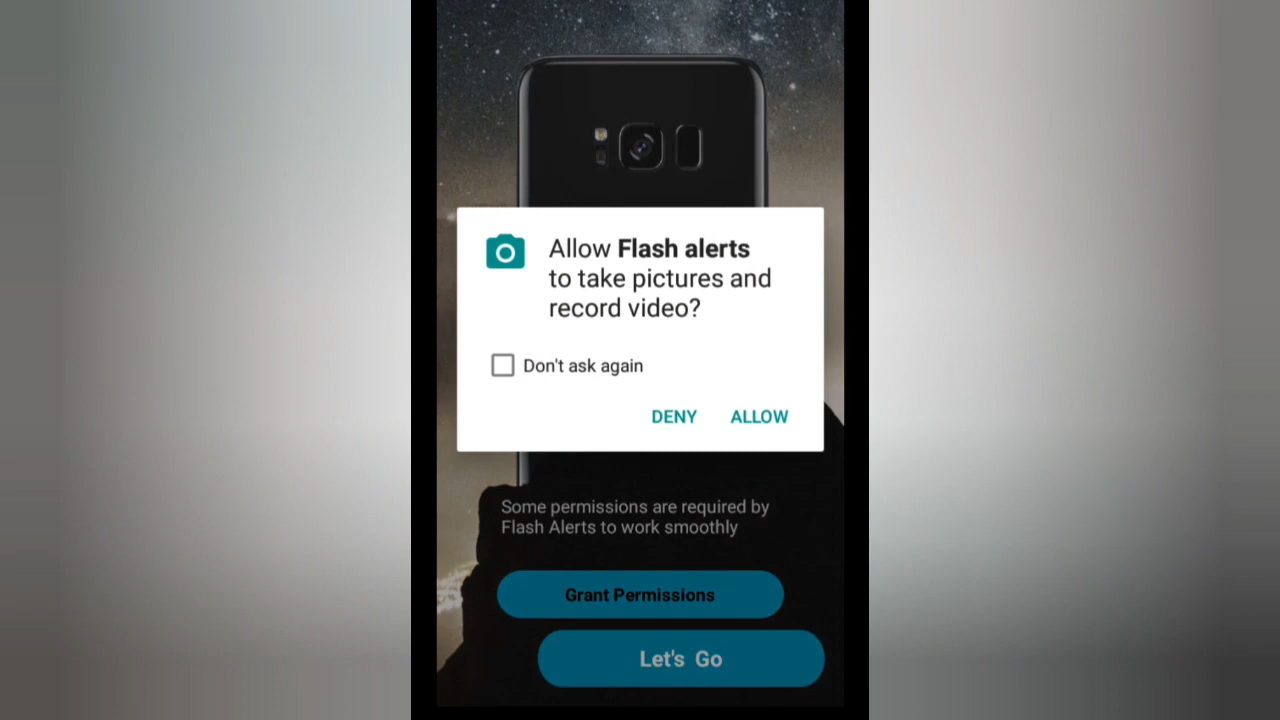 Allow Flash alerts
to take pictures and
record video?
Don't ask again
DENY ALLOW
Some permissions are required by
Flash Alerts to work smoothly
Grant Permissions
Let's Go